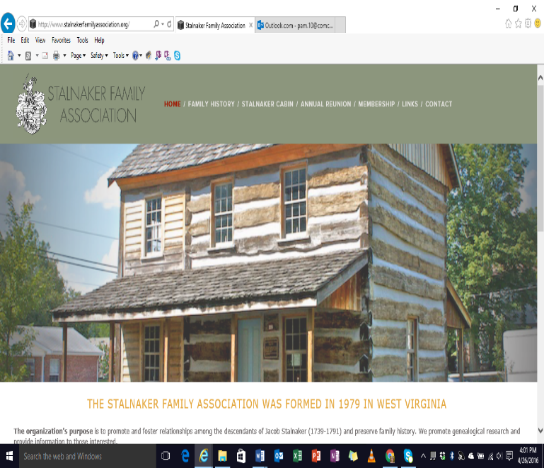 http://www.stalnakerfamilyassociation.org/
Stalnaker Family Association
Outlook.com - pam.10@comc...
File Edit View Favorites Tools Help
Page Safety Tools
STALNAKER FAMILY
ASSOCIATION
HOME / FAMILY HISTORY / STALNAKER CABIN / ANNUAL REUNION / MEMBERSHIP / LINKS / CONTACT
THE STALNAKER FAMILY ASSOCIATION WAS FORMED IN 1979 IN WEST VIRGINIA
The organization's purpose is to promote and foster relationships among the descendants of Jacob Stalnaker (1739-1791) and preserve family history. We promote genealogical research and
provide information to those interested.
Search the web and Windows
4:01 PM
4/26/2016